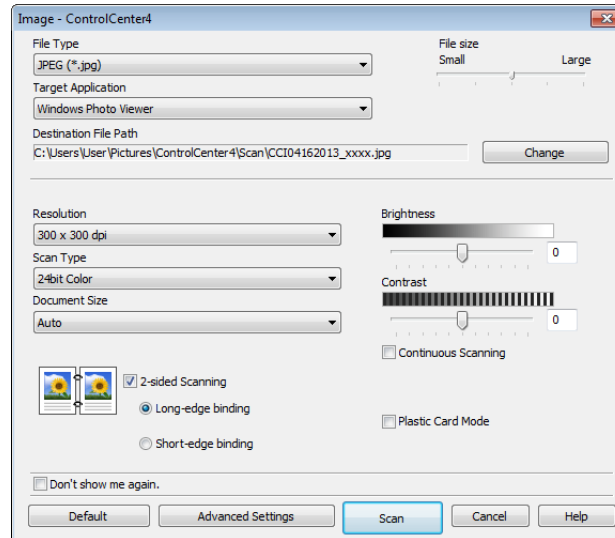 Image - ControlCenter4
File Type
JPEG (*.jpg)
File size
Small Large
Target Application
Windows Photo Viewer
Destination File Path
C:\Users\User\Pictures\ControlCenter4\Scan\CCI04162013_xxxx.jpg
Change
Resolution
300 x 300 dpi
Brightness
0
Scan Type
24bit Color
Contrast
0
Document Size
Auto
Continuous Scanning
2-sided Scanning
Long-edge binding
Short-edge binding
Plastic Card Mode
Don't show me again.
Default Advanced Settings Scan Cancel Help